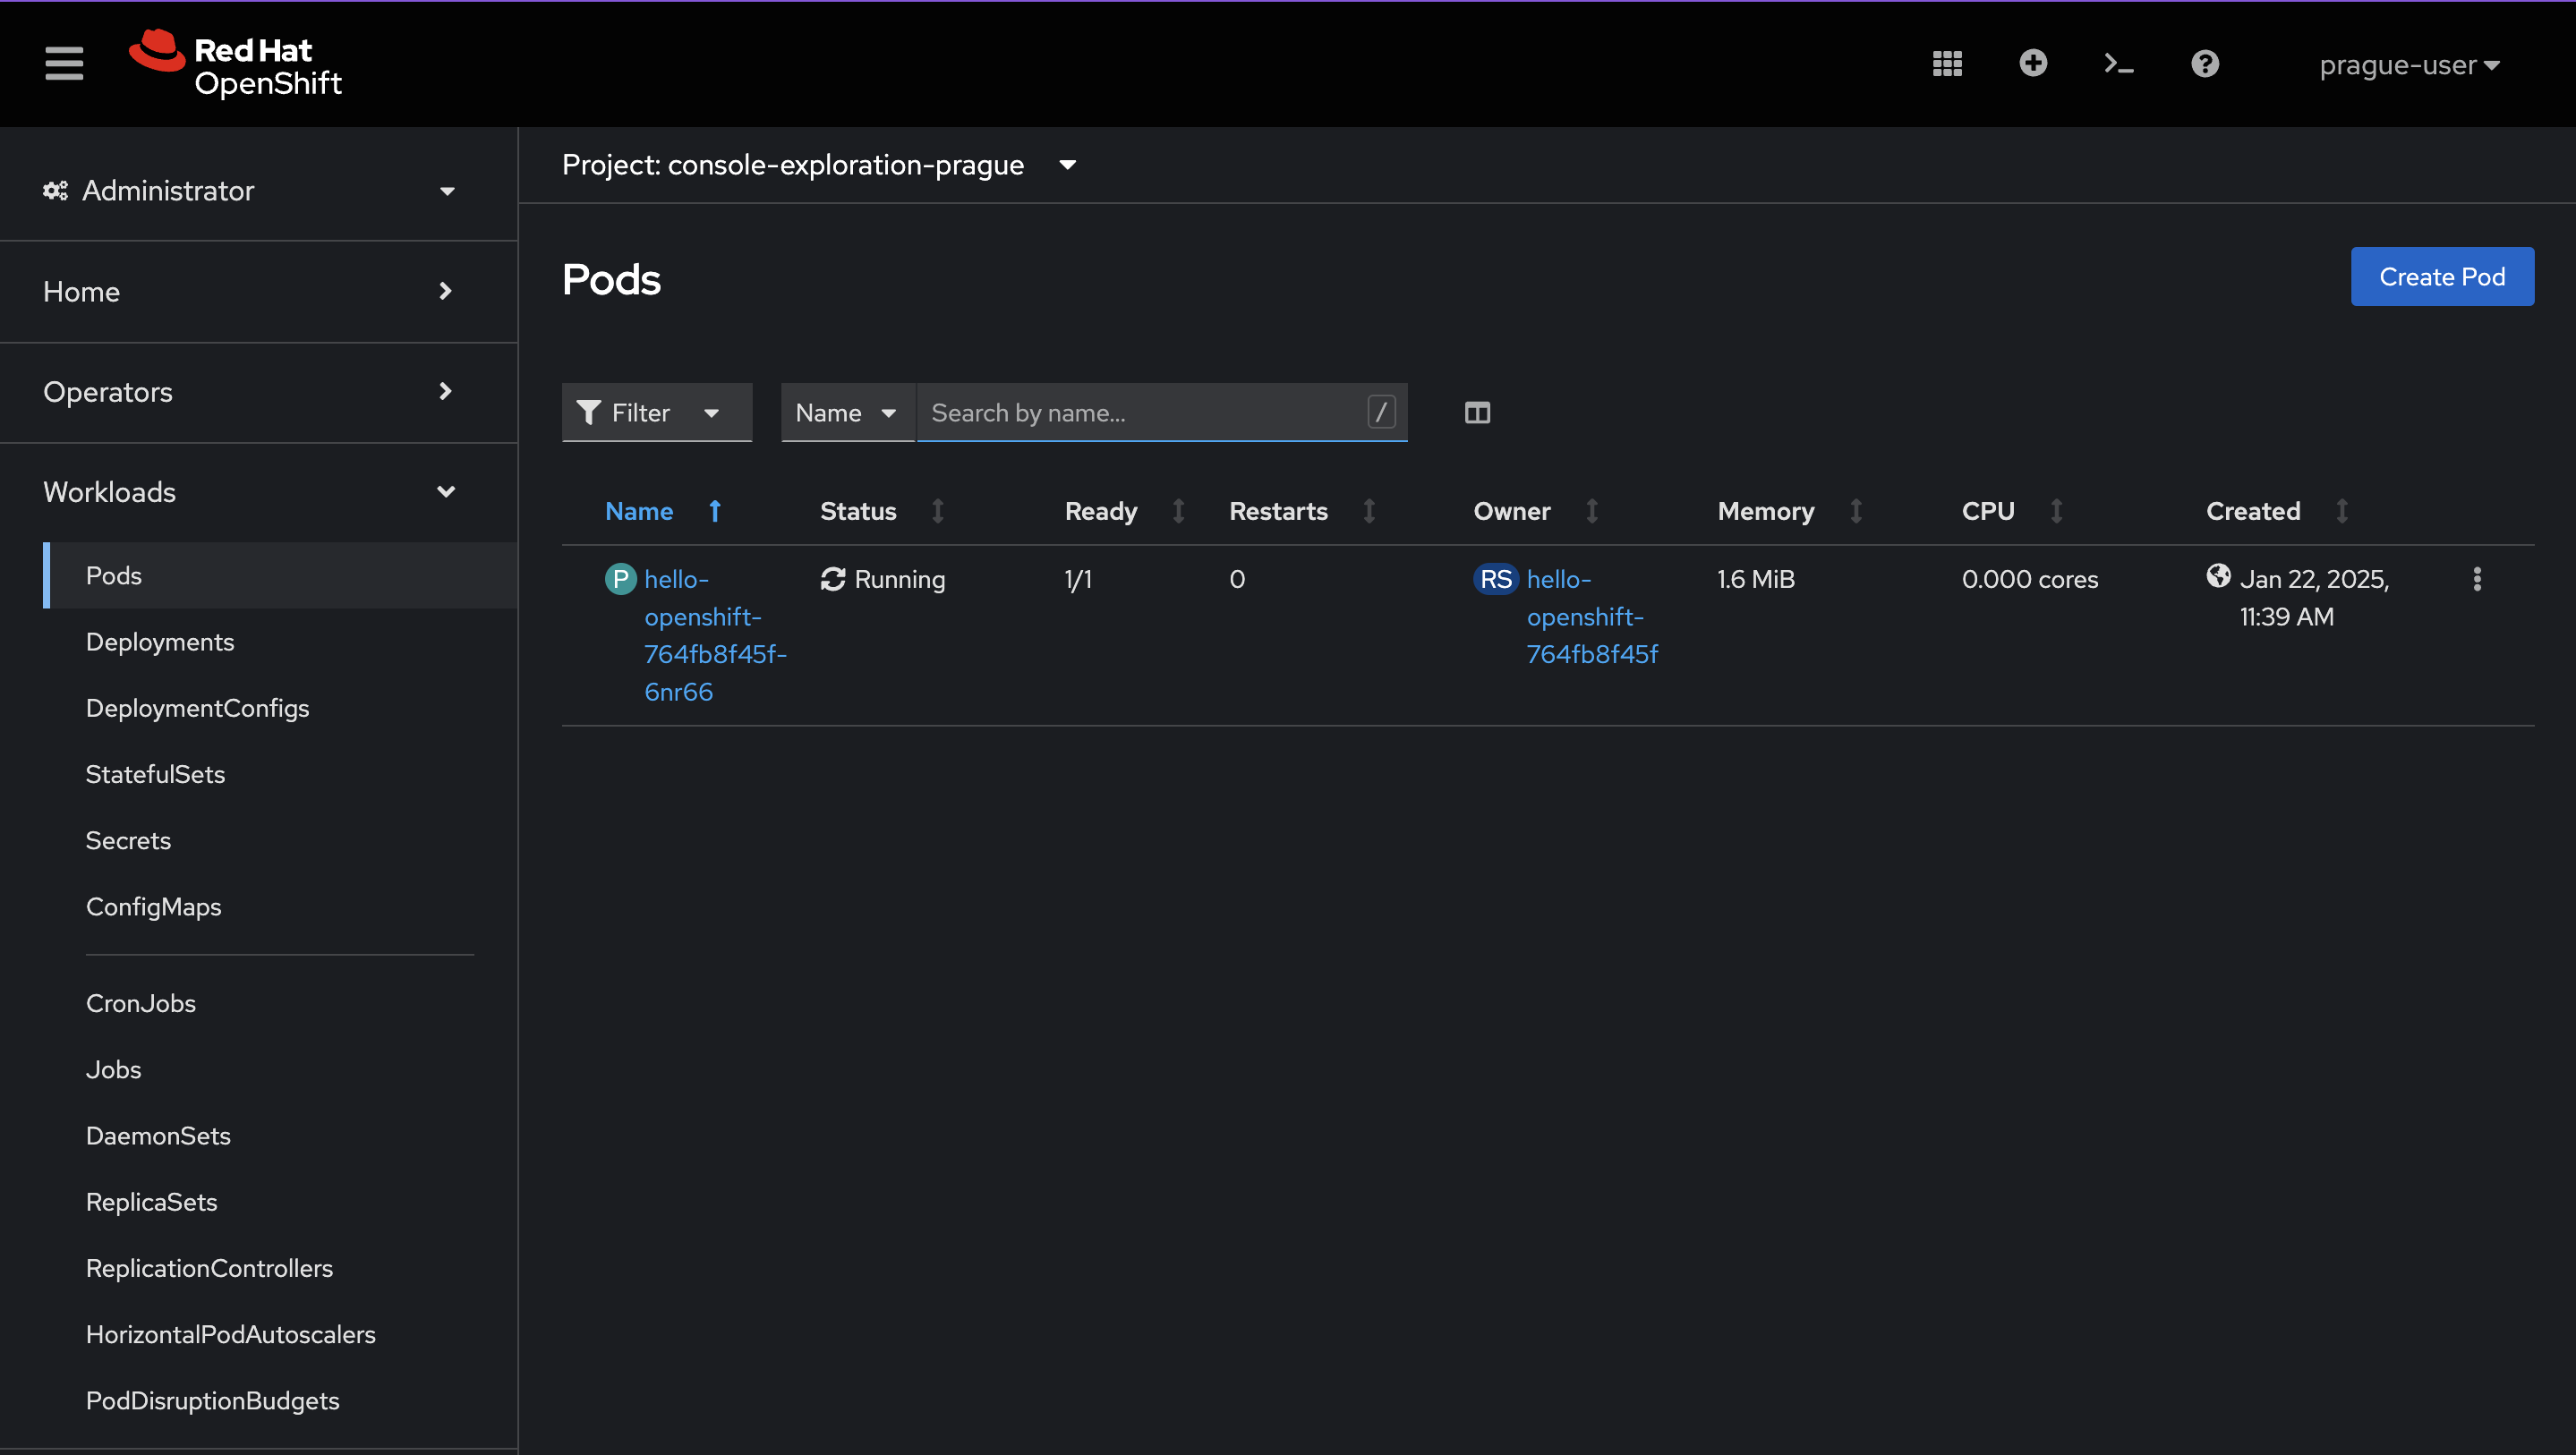 Red Hat
OpenShift
prague-user
Administrator
Home
Operators
Workloads
Pods
Deployments
DeploymentConfigs
StatefulSets
Secrets
ConfigMaps
CronJobs
Jobs
DaemonSets
ReplicaSets
ReplicationControllers
HorizontalPodAutoscalers
PodDisruptionBudgets
Project: console-exploration-prague
Pods
Create Pod
Filter
Name
Search by name...
/
Name Status Ready Restarts Owner Memory CPU Created
P hello-
openshift-
764fb8f45f-
6nr66
Running
1/1
0
RS hello-
openshift-
764fb8f45f
1.6 MiB
0.000 cores
Jan 22, 2025,
11:39 AM